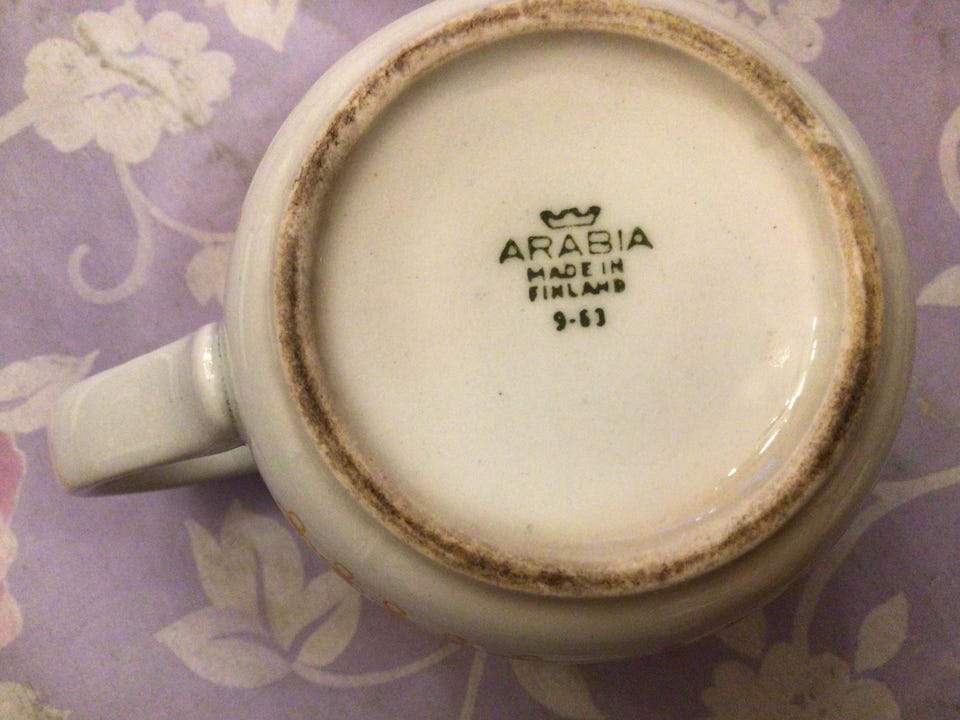 ARABIA
MADE IN
FINLAND
9-63